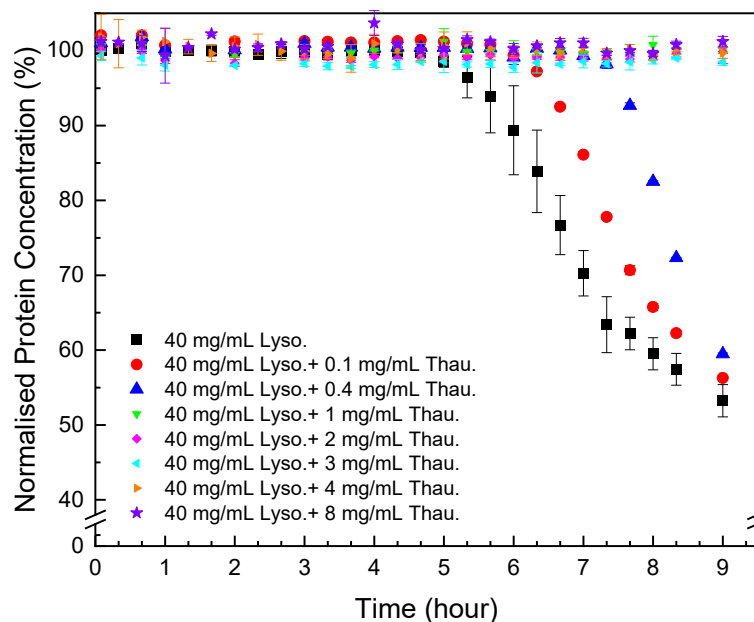 Normalised Protein Concentration (%)
100
90
80
70
60
50
40
0
40 mg/mL Lyso.
40 mg/mL Lyso.+ 0.1 mg/mL Thau.
40 mg/mL Lyso.+ 0.4 mg/mL Thau.
40 mg/mL Lyso.+ 1 mg/mL Thau.
40 mg/mL Lyso.+ 2 mg/mL Thau.
40 mg/mL Lyso.+ 3 mg/mL Thau.
40 mg/mL Lyso.+ 4 mg/mL Thau.
40 mg/mL Lyso.+ 8 mg/mL Thau.
0 1 2 3 4 5 6 7 8 9
Time (hour)